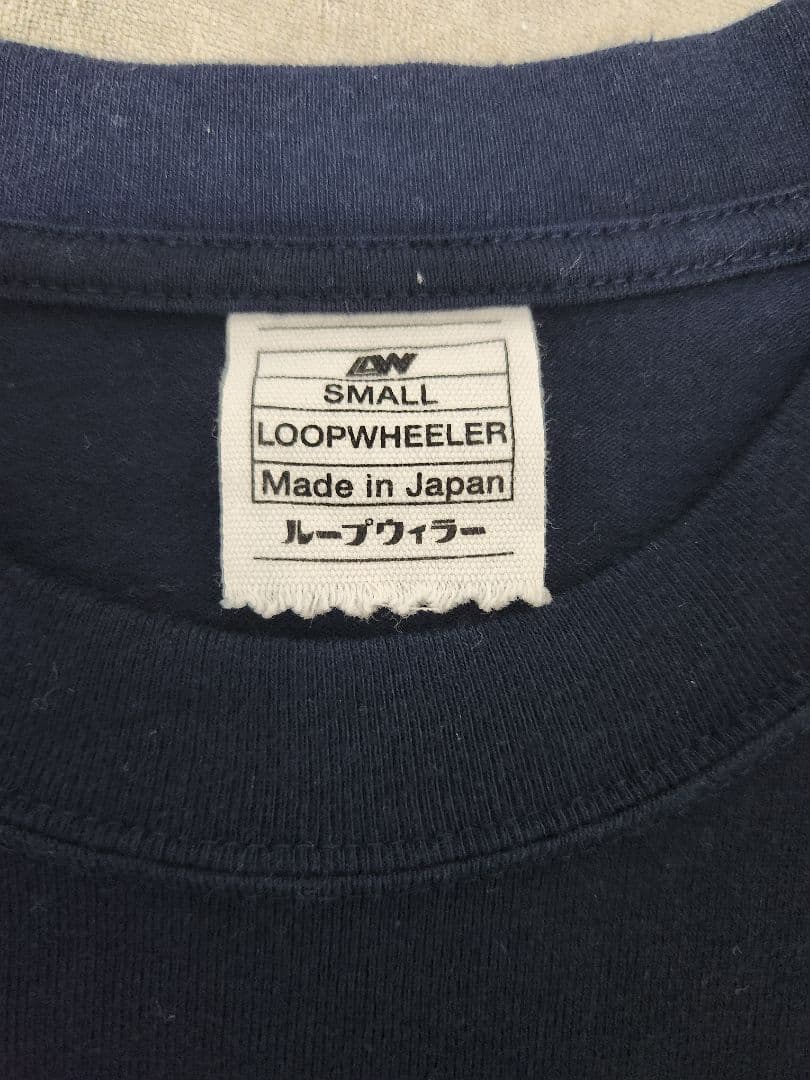 LW
SMALL
LOOPWHEELER
Made in Japan
ループウィラー